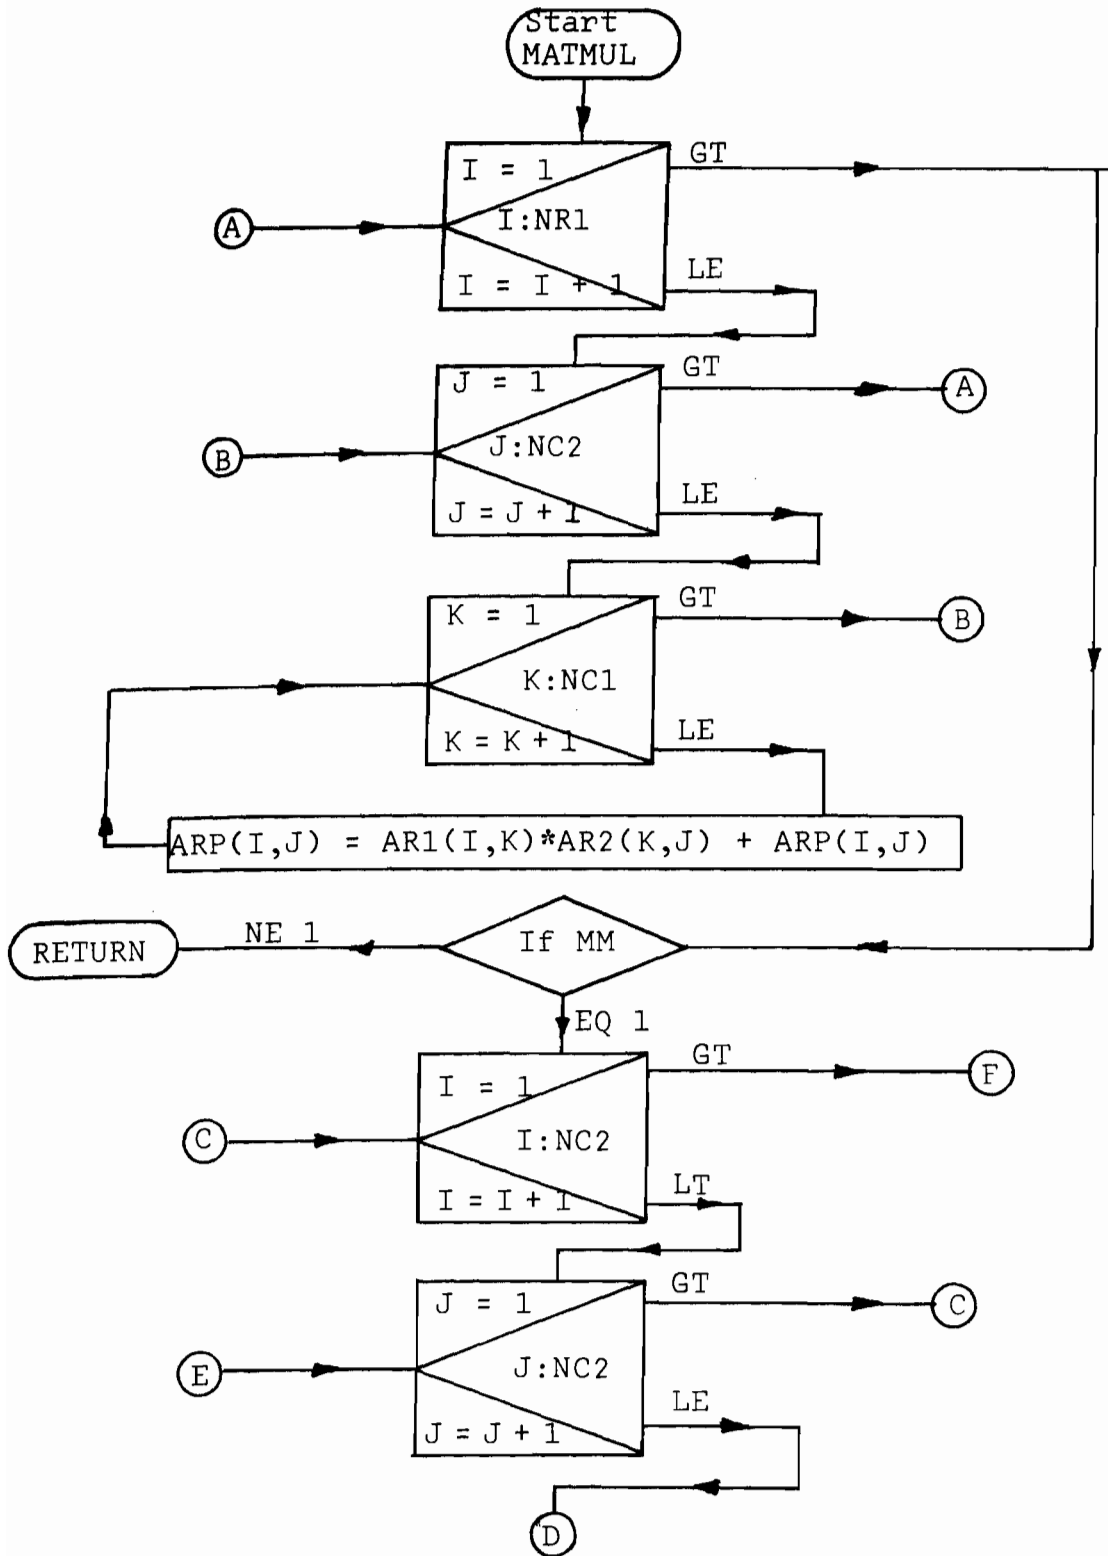 Start
MATMUL
I = 1
GT
I:NR1
A
I = I + 1
LE
J = 1
GT
A
J:NC2
B
J = J + 1
LE
K = 1
GT
B
K:NC1
K = K + 1
LE
ARP(I,J) = AR1(I,K)*AR2(K,J) + ARP(I,J)
RETURN
NE 1
If MM
EQ 1
I = 1
GT
F
I:NC2
C
I = I + 1
LT
J = 1
GT
C
J:NC2
E
J = J + 1
LE
D